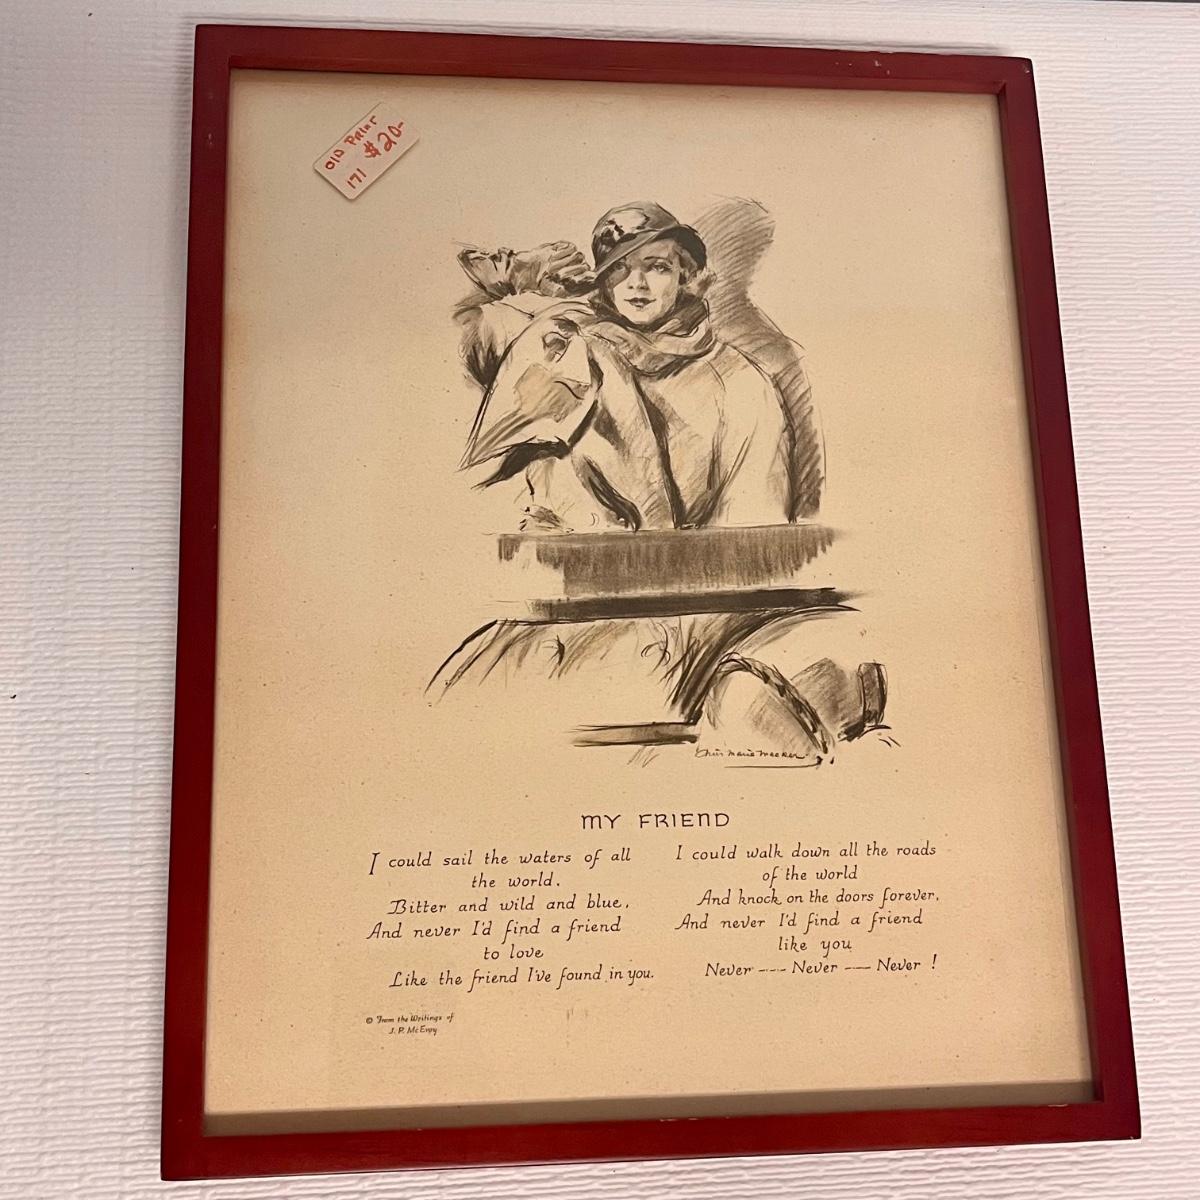 OLD PRINT
$20-
171
MY FRIEND
I could sail the waters of all
the world,
Bitter and wild and blue,
And never I'd find a friend
to love
Like the friend I've found in you.
I could walk down all the roads
of the world
And knock on the doors forever,
And never I'd find a friend
like you
Never ---- Never --- Never !
© From the Writings of
J. P. McEvoy
Marie